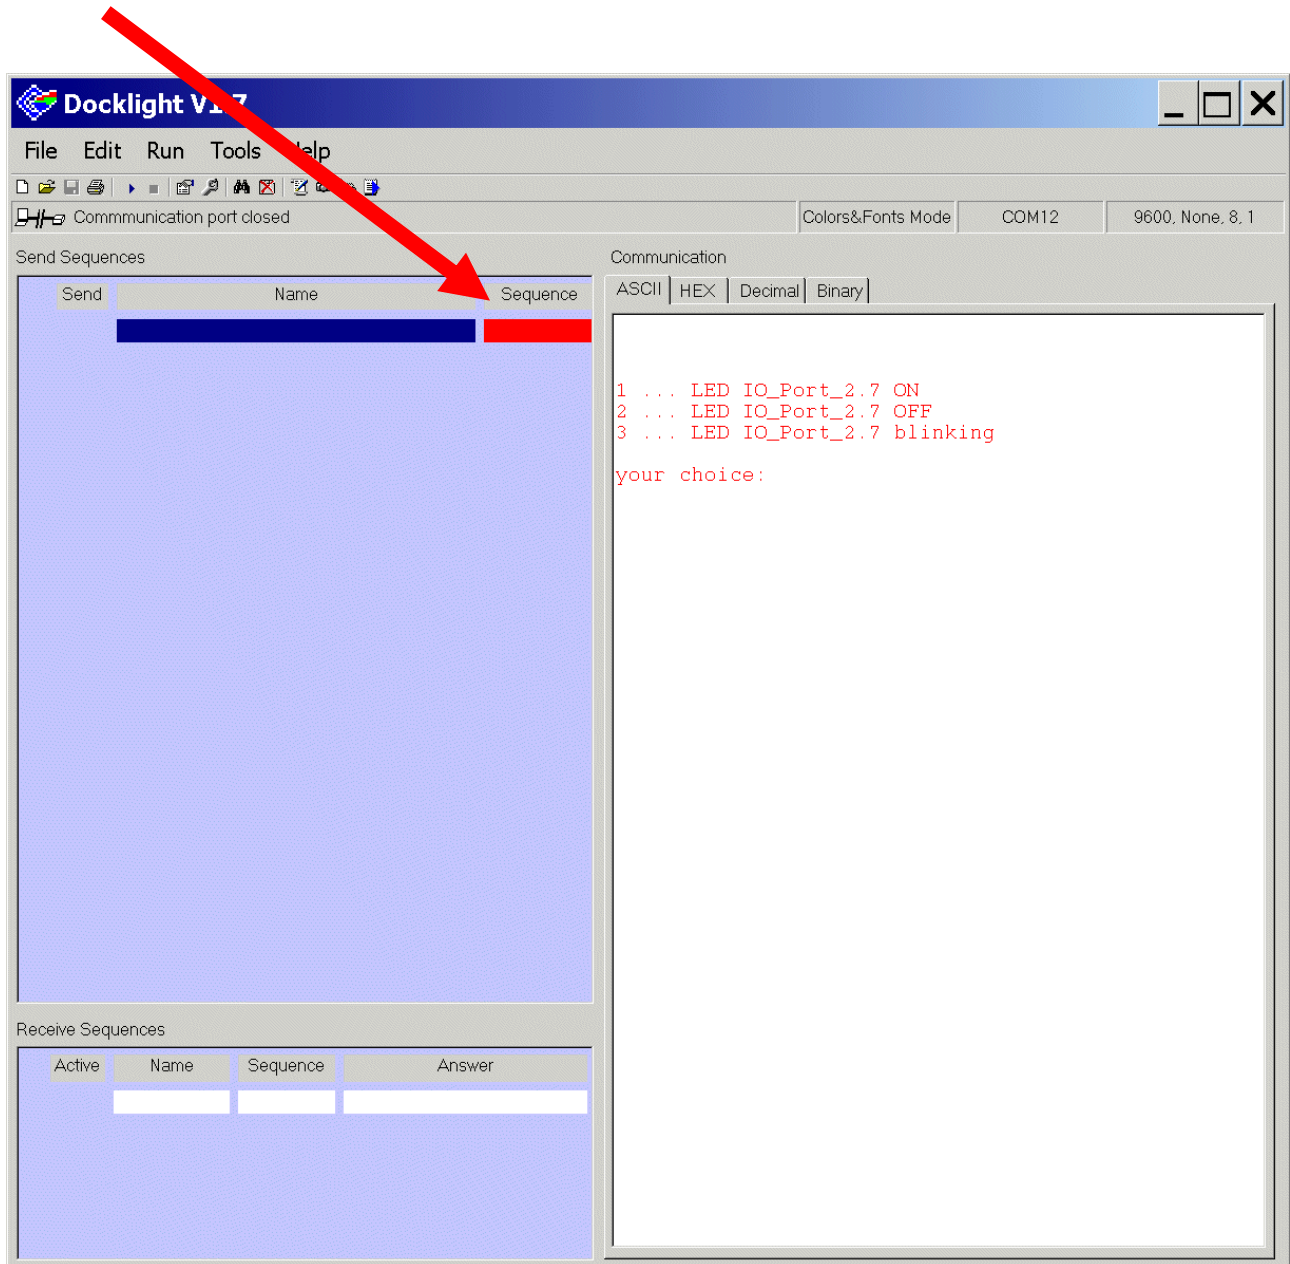 Docklight V1.7
File Edit Run Tools Help
Commmunication port closed Colors&Fonts Mode COM12 9600, None, 8, 1
Send Sequences
Send Name Sequence
Communication
ASCII HEX Decimal Binary
1 ... LED IO_Port_2.7 ON
2 ... LED IO_Port_2.7 OFF
3 ... LED IO_Port_2.7 blinking
your choice:
Receive Sequences
Active Name Sequence Answer